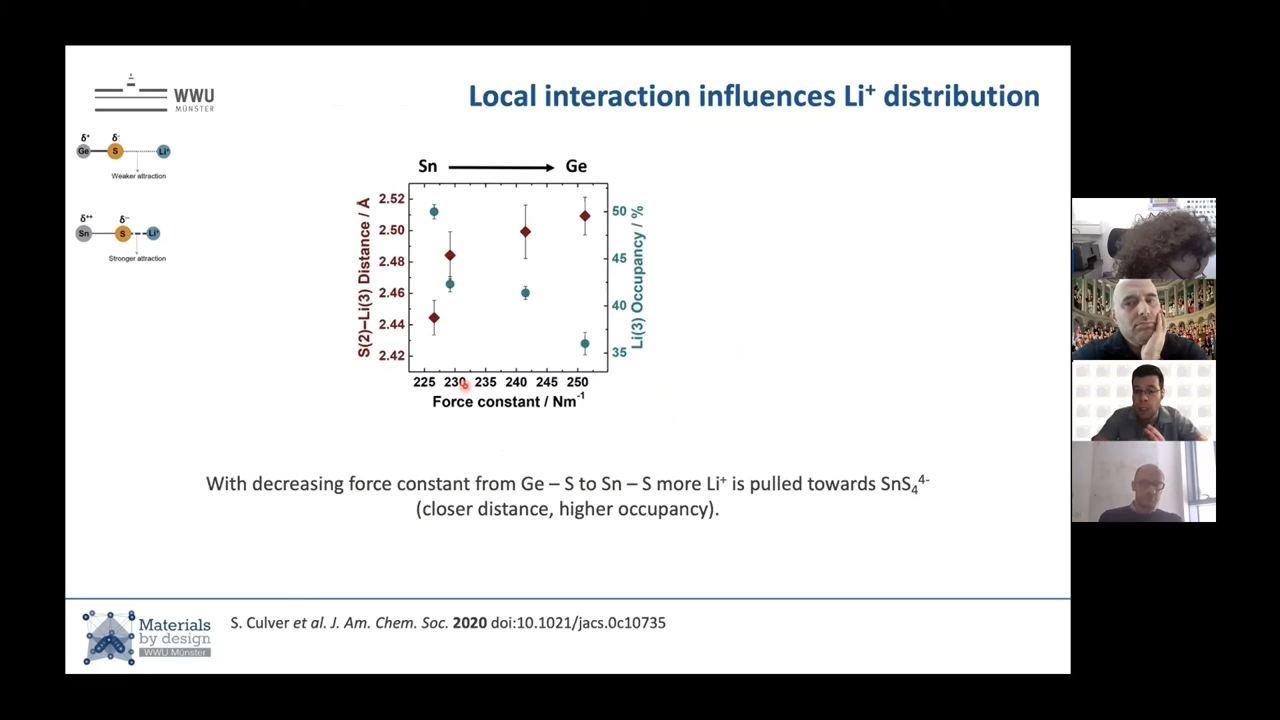 WWU
MÜNSTER
Local interaction influences Li⁺ distribution
δ⁺ δ⁻
Ge S Li⁺
Weaker attraction
δ⁺⁺ δ⁻⁻
Sn S Li⁺
Stronger attraction
Sn Ge
S(2)–Li(3) Distance / Å
2.52
2.50
2.48
2.46
2.44
2.42
50
45
40
35
Li(3) Occupancy / %
225 230 235 240 245 250
Force constant / Nm⁻¹
With decreasing force constant from Ge – S to Sn – S more Li⁺ is pulled towards SnS₄⁴⁻
(closer distance, higher occupancy).
Materials
by design
WWU Münster
S. Culver et al. J. Am. Chem. Soc. 2020 doi:10.1021/jacs.0c10735